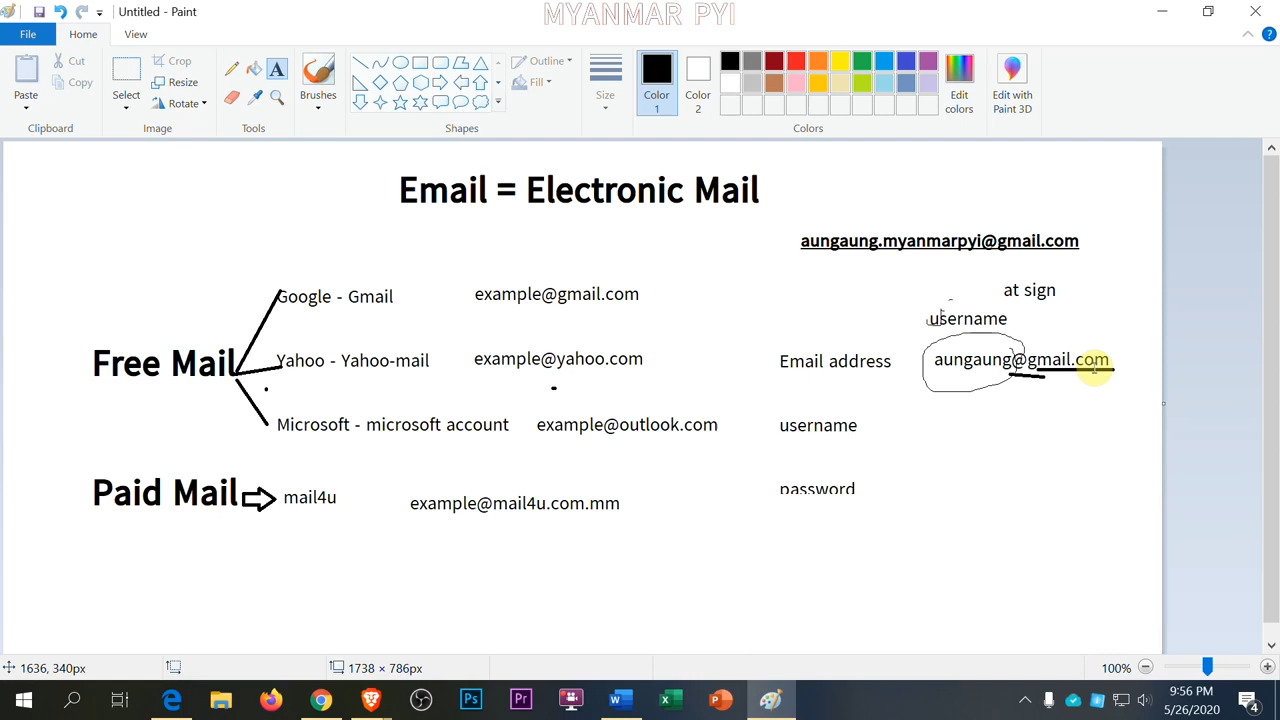 Untitled - Paint
MYANMAR PYI
File
Home
View
Paste
Cut
Copy
Clipboard
Select
Crop
Resize
Rotate
Image
Tools
Brushes
Outline
Fill
Shapes
Size
Color
1
Color
2
Edit
colors
Edit with
Paint 3D
Colors
Email = Electronic Mail
aungaung.myanmarpyi@gmail.com
at sign
Google - Gmail
example@gmail.com
username
Free Mail
Yahoo - Yahoo-mail
example@yahoo.com
Email address
aungaung@gmail.com
Microsoft - microsoft account
example@outlook.com
username
Paid Mail
mail4u
example@mail4u.com.mm
password
1636, 340px
1738 × 786px
100%
9:56 PM
5/26/2020
4